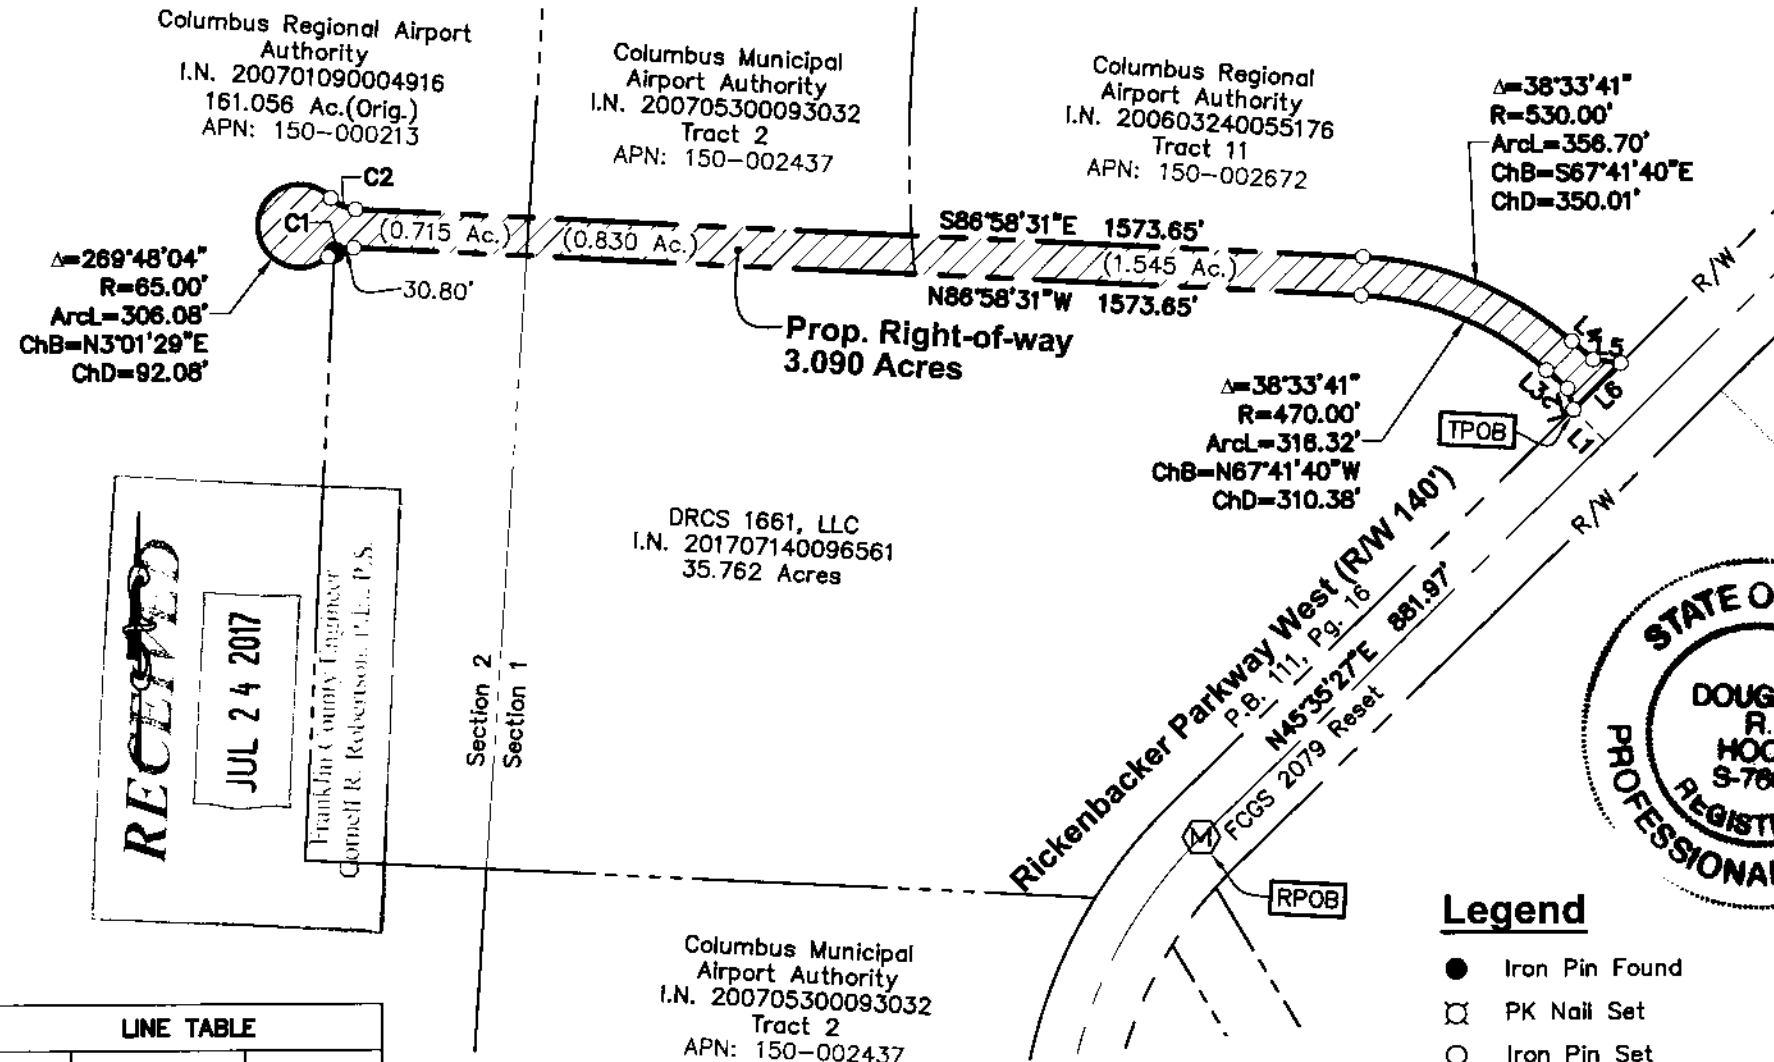 Columbus Regional Airport
Authority
I.N. 200701090004916
161.056 Ac.(Orig.)
APN: 150-000213
Columbus Municipal
Airport Authority
I.N. 200705300093032
Tract 2
APN: 150-002437
Columbus Regional
Airport Authority
I.N. 200603240055176
Tract 11
APN: 150-002672
Δ=38°33'41"
R=530.00'
ArcL=356.70'
ChB=S67°41'40"E
ChD=350.01'
C2
C1
(0.715 Ac.)
(0.830 Ac.)
S86°58'31"E 1573.65'
(1.545 Ac.)
N86°58'31"W 1573.65'
R/W
Δ=269°48'04"
R=65.00'
ArcL=306.08'
ChB=N3°01'29"E
ChD=92.08'
30.80'
Prop. Right-of-way
3.090 Acres
L4
L5
L3
L2
L6
L1
TPOB
Δ=38°33'41"
R=470.00'
ArcL=316.32'
ChB=N67°41'40"W
ChD=310.38'
R/W
DRCS 1661, LLC
I.N. 201707140096561
35.762 Acres
RECEIVED
JUL 24 2017
Franklin County Engineer
Cornell R. Robertson, P.E., P.S.
Section 2
Section 1
Rickenbacker Parkway West (R/W 140')
P.B. 111, Pg. 16
N45°35'27"E 881.97'
FCGS 2079 Reset
M
RPOB
STATE O
DOUG
R.
HOC
S-78
REGIST
PROFESSIONA
Legend
Iron Pin Found
PK Nail Set
Iron Pin Set
Columbus Municipal
Airport Authority
I.N. 200705300093032
Tract 2
APN: 150-002437
LINE TABLE